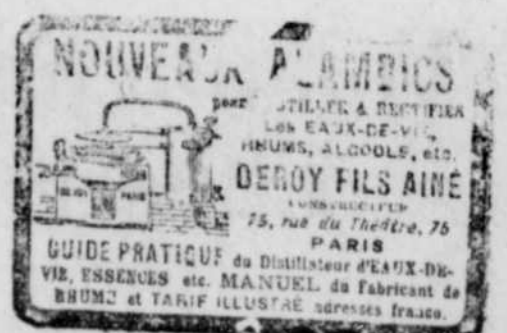 NOUVEAUX ALAMBICS
pour DISTILLER & RECTIFIER
Les EAUX-DE-VIE,
RHUMS, ALCOOLS, etc.
DEROY FILS AINÉ
CONSTRUCTEUR
75, rue du Théâtre, 75
PARIS
GUIDE PRATIQUE du Distillateur d'EAUX-DE-
VIE, ESSENCES etc. MANUEL du Fabricant de
RHUMS et TARIF ILLUSTRÉ adressés franco.